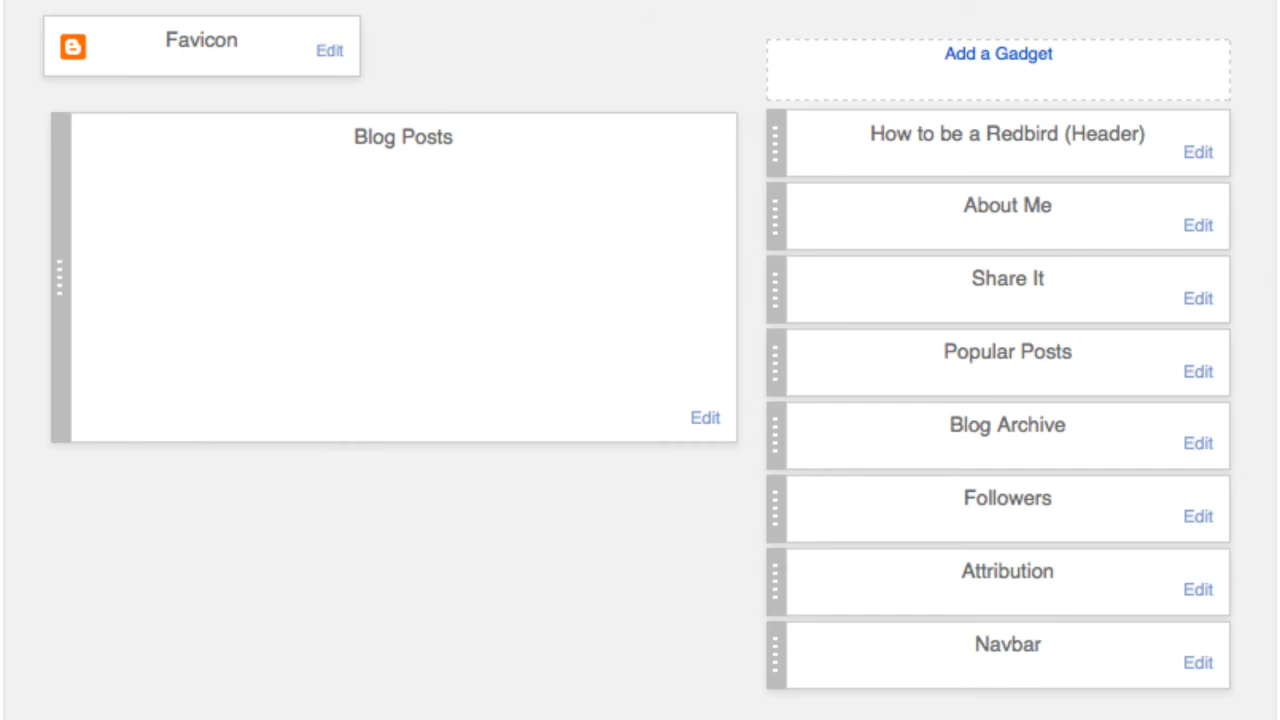 Favicon
Edit
Blog Posts
Edit
Add a Gadget
How to be a Redbird (Header)
Edit
About Me
Edit
Share It
Edit
Popular Posts
Edit
Blog Archive
Edit
Followers
Edit
Attribution
Edit
Navbar
Edit